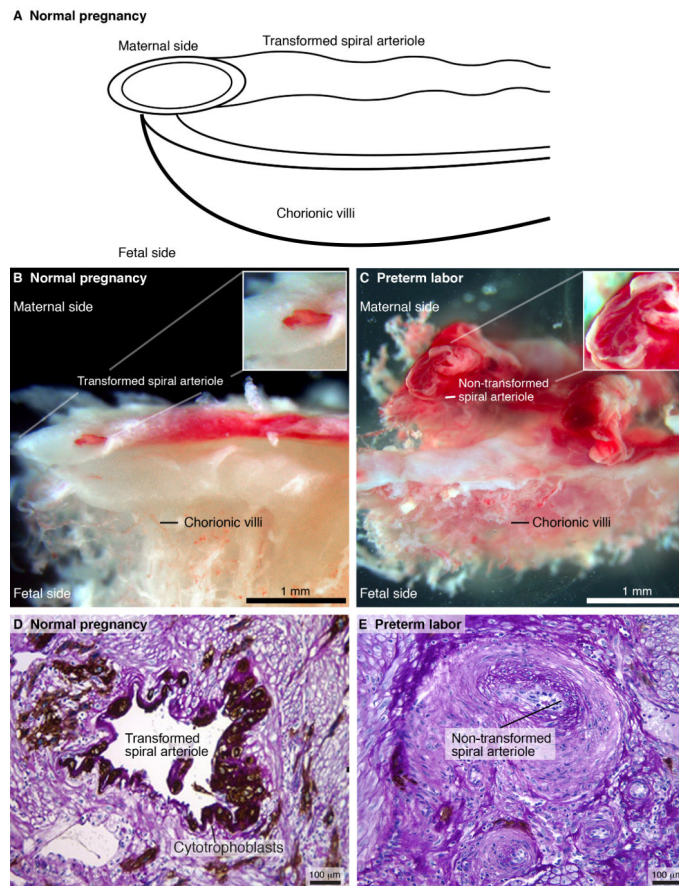 A Normal pregnancy
Maternal side
Transformed spiral arteriole
Chorionic villi
Fetal side
B Normal pregnancy
Maternal side
Transformed spiral arteriole
Chorionic villi
Fetal side
1 mm
C Preterm labor
Maternal side
Non-transformed
spiral arteriole
Chorionic villi
Fetal side
1 mm
D Normal pregnancy
Transformed
spiral arteriole
Cytotrophoblasts
100 µm
E Preterm labor
Non-transformed
spiral arteriole
100 µm